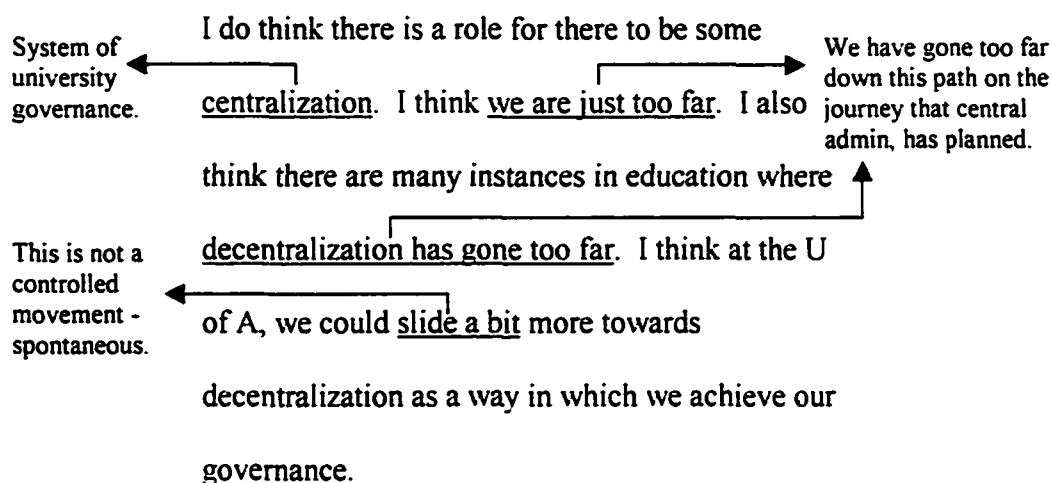 I do think there is a role for there to be some
centralization. I think we are just too far. I also
think there are many instances in education where
decentralization has gone too far. I think at the U
of A, we could slide a bit more towards
decentralization as a way in which we achieve our
governance.
System of
university
governance.
This is not a
controlled
movement -
spontaneous.
We have gone too far
down this path on the
journey that central
admin, has planned.